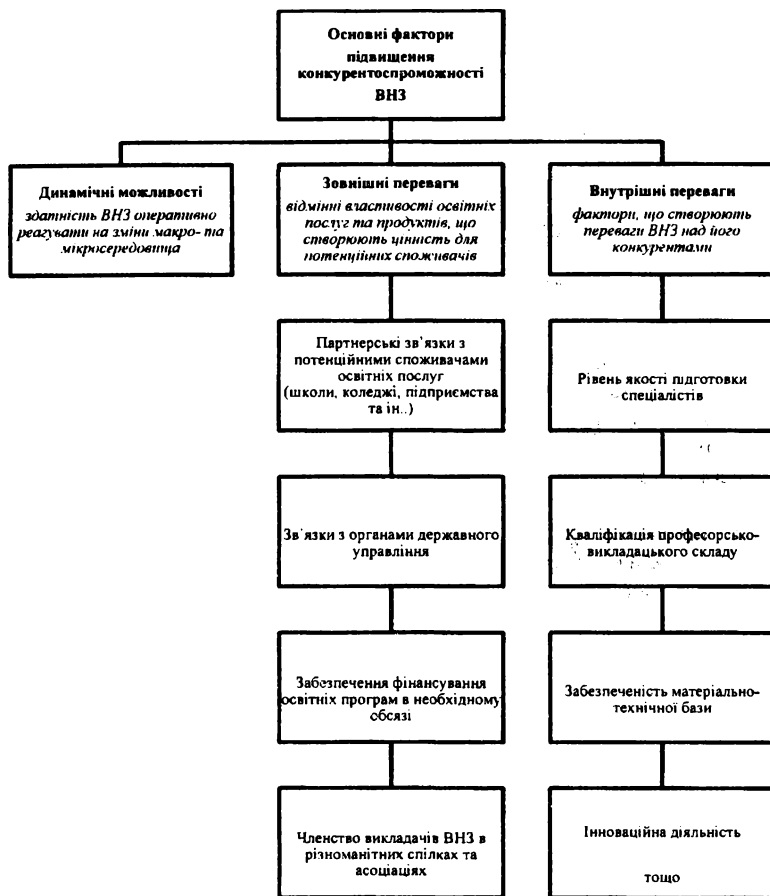 Основні фактори
підвищення
конкурентоспроможності
ВНЗ
Динамічні можливості
здатність ВНЗ оперативно
реагувати на зміни макро- та
мікросередовища
Зовнішні переваги
відмінні властивості освітніх
послуг та продуктів, що
створюють цінність для
потенційних споживачів
Внутрішні переваги
фактори, що створюють
переваги ВНЗ над його
конкурентами
Партнерські зв'язки з
потенційними споживачами
освітніх послуг
(школи, коледжі, підприємства
та ін..)
Рівень якості підготовки
спеціалістів
Зв'язки з органами державного
управління
Кваліфікація професорсько-
викладацького складу
Забезпечення фінансування
освітніх програм в необхідному
обсязі
Забезпеченість матеріально-
технічної бази
Членство викладачів ВНЗ в
різноманітних спілках та
асоціаціях
Інноваційна діяльність
тощо